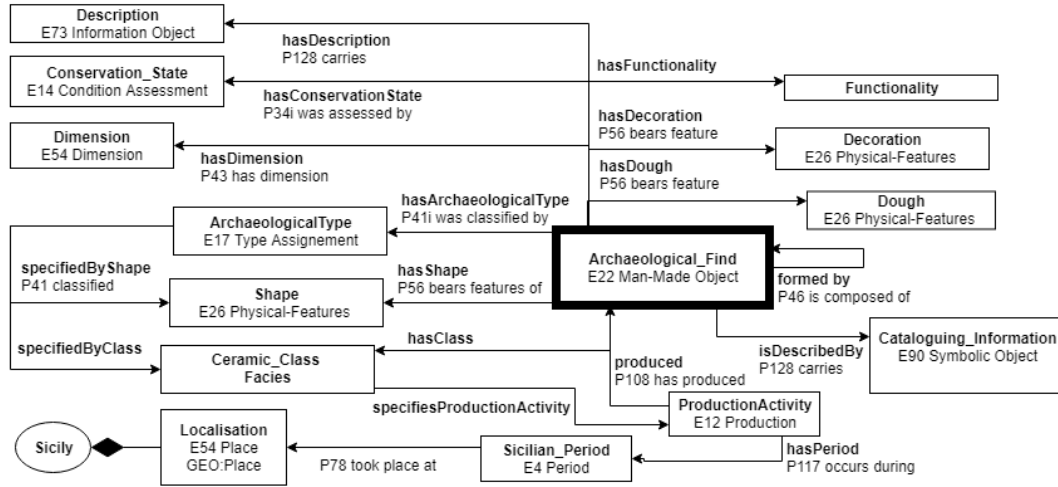 Description
E73 Information Object
hasDescription
P128 carries
Conservation_State
E14 Condition Assessment
hasFunctionality
Functionality
hasConservationState
P34i was assessed by
hasDecoration
P56 bears feature
Decoration
E26 Physical-Features
Dimension
E54 Dimension
hasDimension
P43 has dimension
hasDough
P56 bears feature
Dough
E26 Physical-Features
hasArchaeologicalType
P41i was classified by
ArchaeologicalType
E17 Type Assignement
Archaeological_Find
E22 Man-Made Object
formed by
P46 is composed of
specifiedByShape
P41 classified
hasShape
P56 bears features of
Shape
E26 Physical-Features
specifiedByClass
hasClass
Ceramic_Class
Facies
produced
P108 has produced
isDescribedBy
P128 carries
Cataloguing_Information
E90 Symbolic Object
specifiesProductionActivity
ProductionActivity
E12 Production
Sicily
Localisation
E54 Place
GEO:Place
P78 took place at
Sicilian_Period
E4 Period
hasPeriod
P117 occurs during